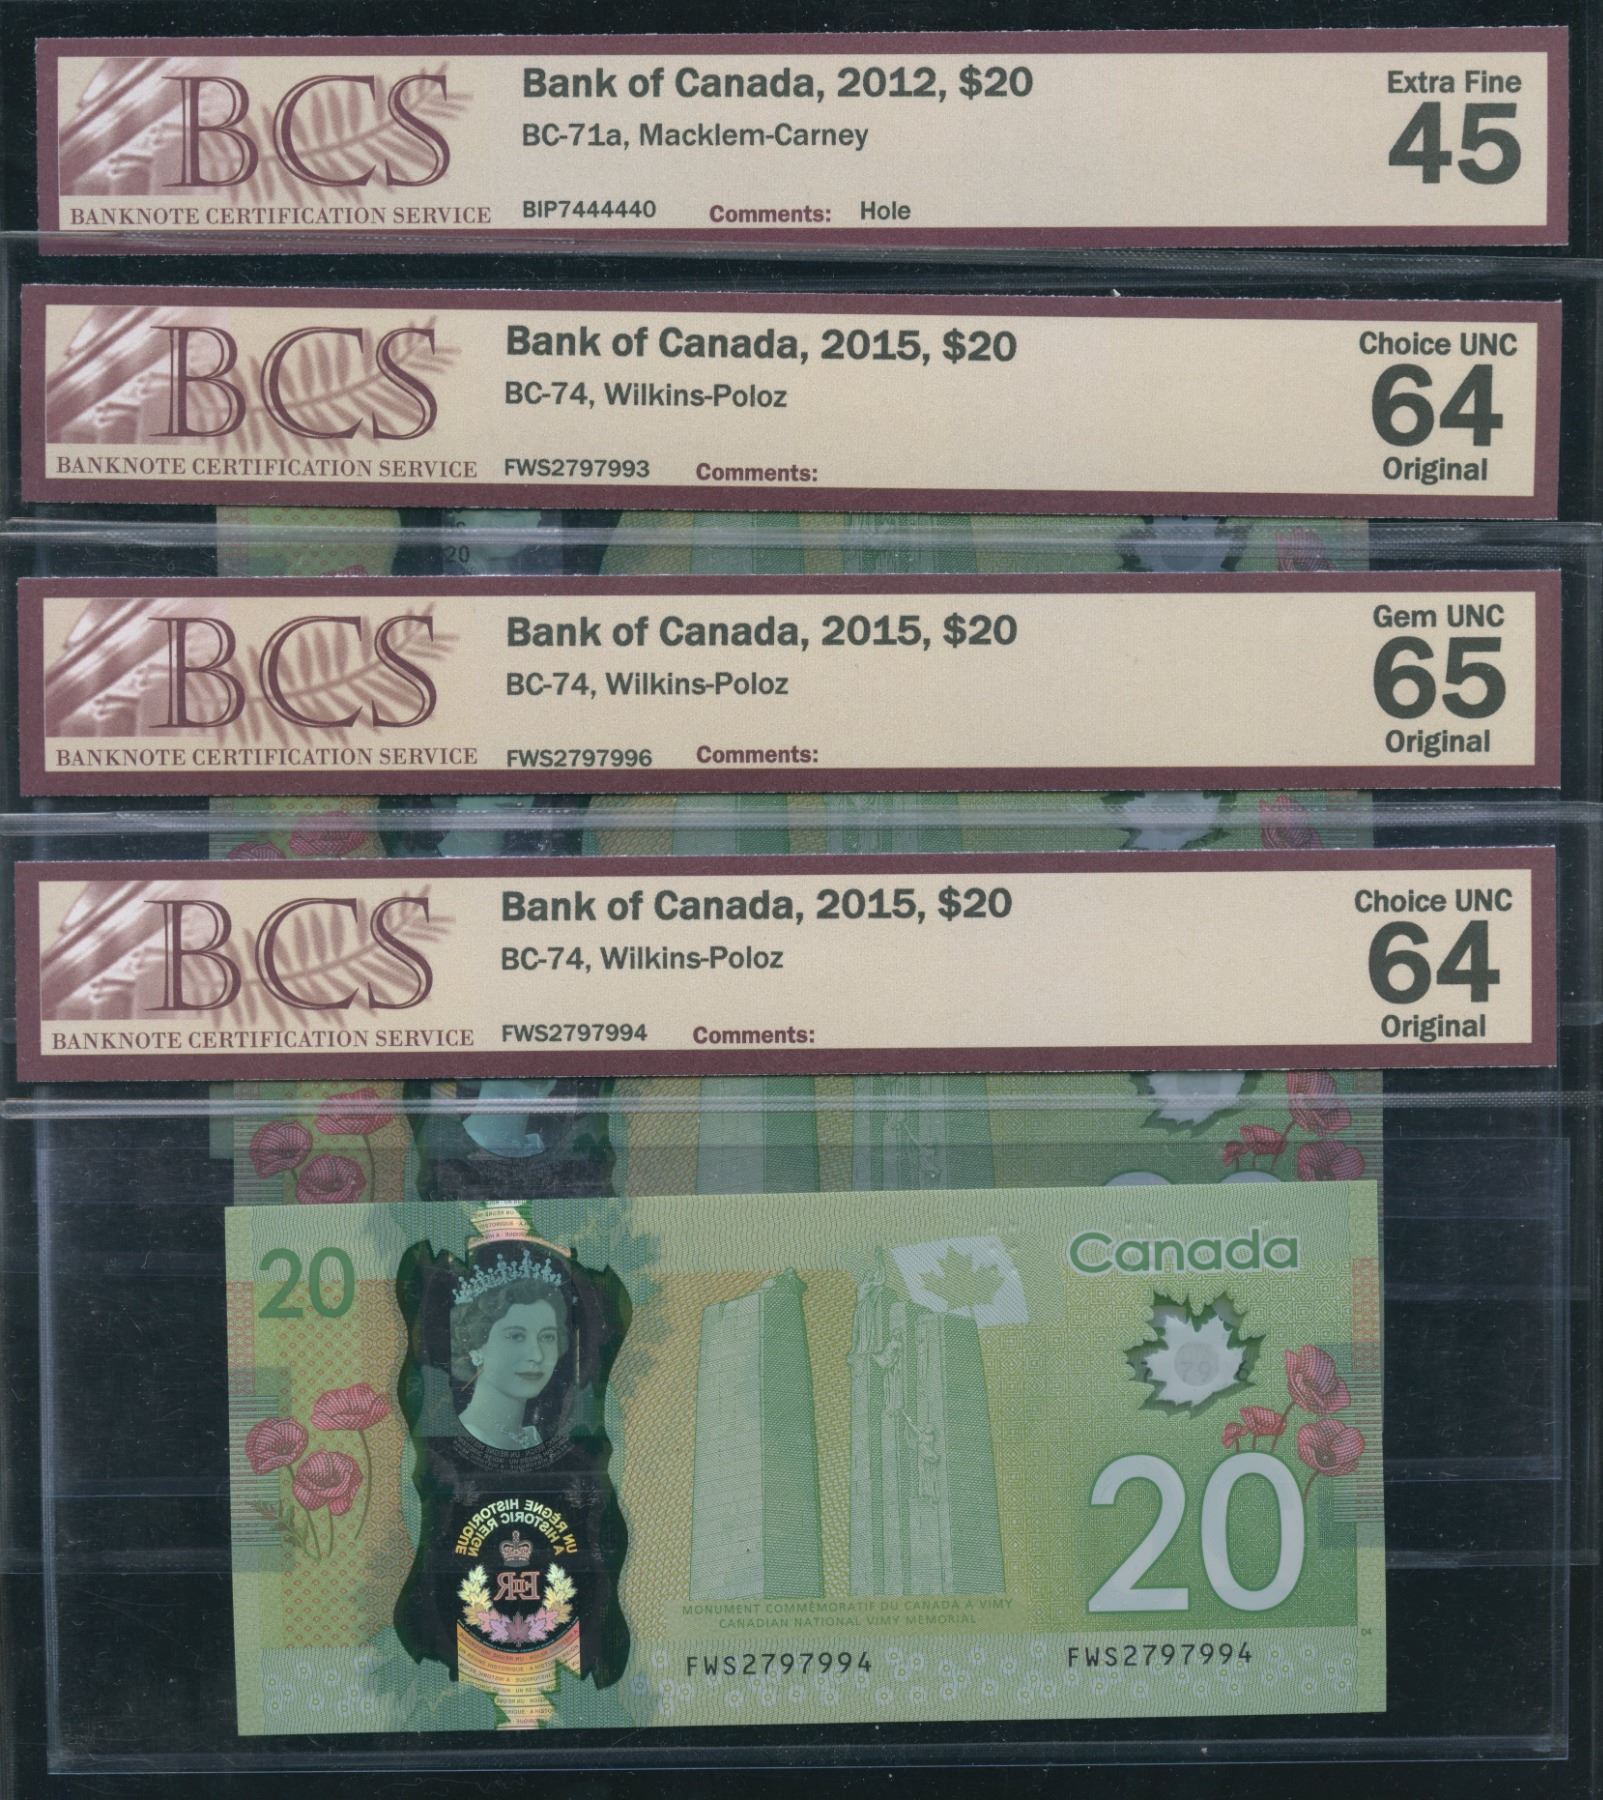 BCS
BANKNOTE CERTIFICATION SERVICE
Bank of Canada, 2012, $20
BC-71a, Macklem-Carney
BIP7444440 Comments: Hole
Extra Fine
45
BCS
BANKNOTE CERTIFICATION SERVICE
Bank of Canada, 2015, $20
BC-74, Wilkins-Poloz
FWS2797993 Comments:
Choice UNC
64
Original
20
BCS
BANKNOTE CERTIFICATION SERVICE
Bank of Canada, 2015, $20
BC-74, Wilkins-Poloz
FWS2797996 Comments:
Gem UNC
65
Original
BCS
BANKNOTE CERTIFICATION SERVICE
Bank of Canada, 2015, $20
BC-74, Wilkins-Poloz
FWS2797994 Comments:
Choice UNC
64
Original
20
Canada
UN RÈGNE HISTORIQUE
A HISTORIC REIGN
EIIR
20
MONUMENT COMMÉMORATIF DU CANADA À VIMY
CANADIAN NATIONAL VIMY MEMORIAL
04
FWS2797994
FWS2797994